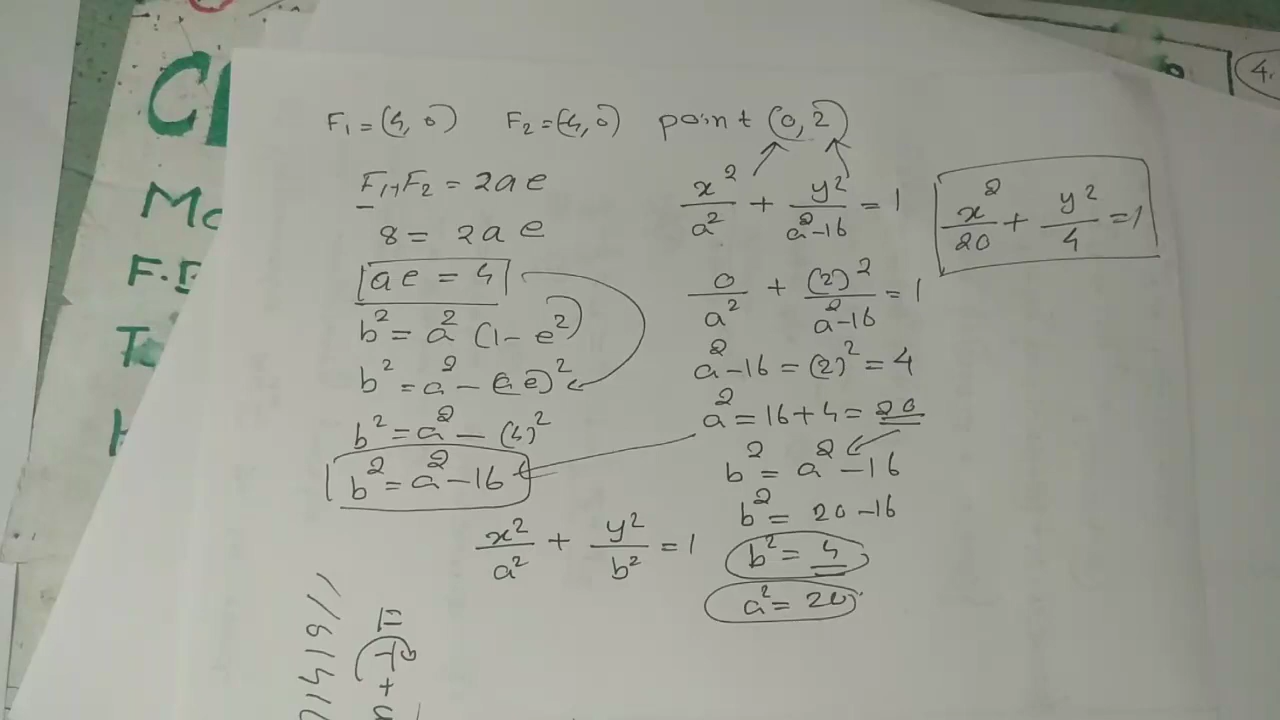 F₁ = (4, 0) F₂ = (-4, 0) point (0, 2)
F₁, F₂ = 2ae
8 = 2ae
ae = 4
b² = a² (1 - e²)
b² = a² - (ae)²
b² = a² - (4)²
b² = a² - 16
x²/a² + y²/b² = 1
x²/a² + y²/a²-16 = 1
0/a² + (2)²/a²-16 = 1
a² - 16 = (2)² = 4
a² = 16 + 4 = 20
b² = a² - 16
b² = 20 - 16
b² = 4
a² = 20
x²/20 + y²/4 = 1
4.